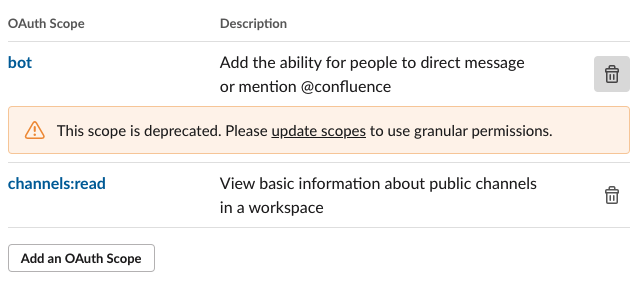 OAuth Scope Description
bot Add the ability for people to direct message
or mention @confluence
This scope is deprecated. Please update scopes to use granular permissions.
channels:read View basic information about public channels
in a workspace
Add an OAuth Scope